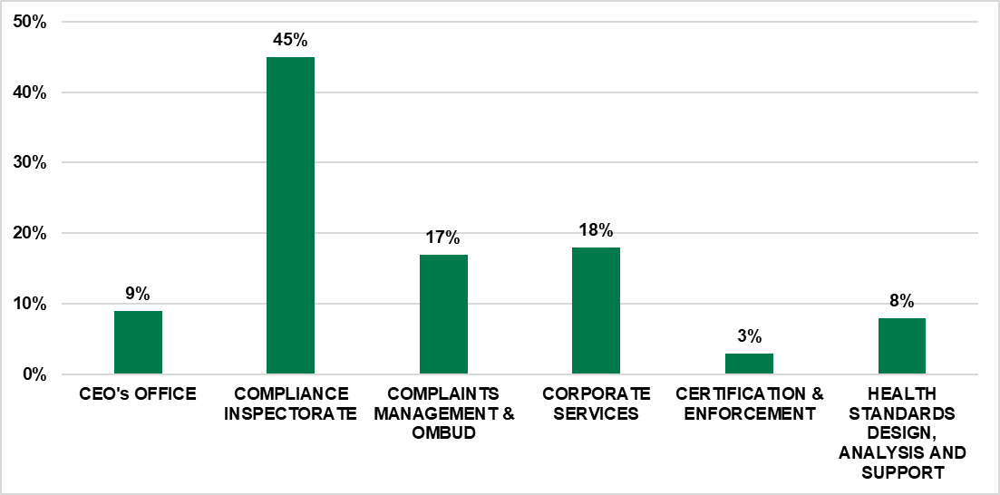 50%
45%
40%
30%
20%
18%
17%
10%
9%
8%
3%
0%
CEO's OFFICE
COMPLIANCE
INSPECTORATE
COMPLAINTS
MANAGEMENT &
OMBUD
CORPORATE
SERVICES
CERTIFICATION &
ENFORCEMENT
HEALTH
STANDARDS
DESIGN,
ANALYSIS AND
SUPPORT